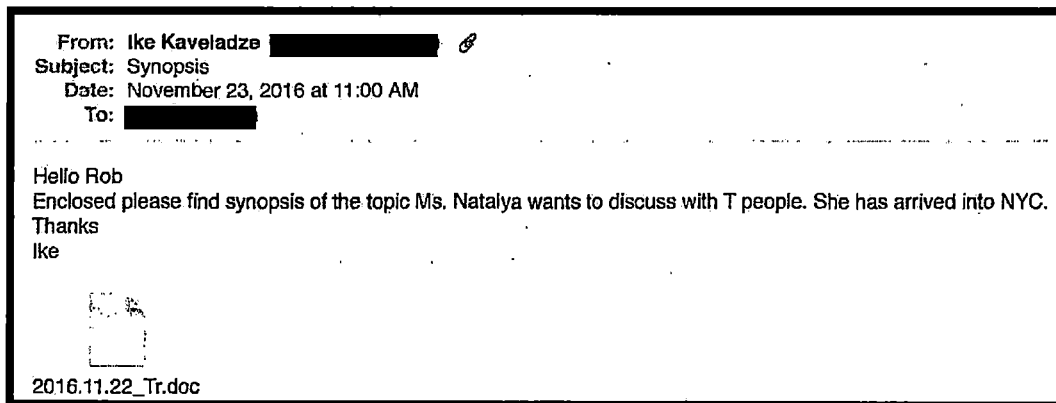 From: Ike Kaveladze
Subject: Synopsis
Date: November 23, 2016 at 11:00 AM
To:
Hello Rob
Enclosed please find synopsis of the topic Ms. Natalya wants to discuss with T people. She has arrived into NYC.
Thanks
Ike
2016.11.22_Tr.doc